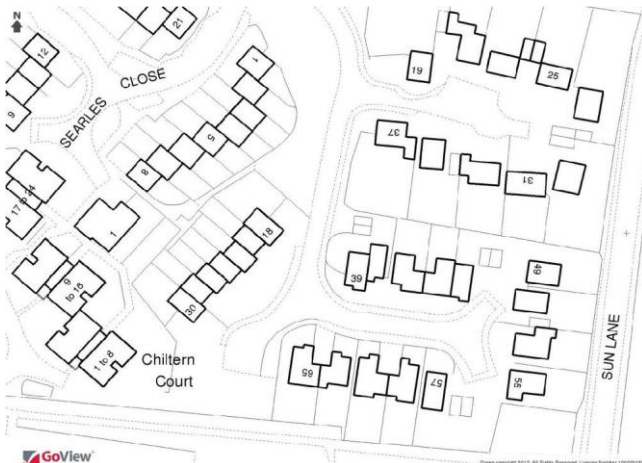 N
12
21
CLOSE
SEARLES
1
19
25
9
5
37
8
31
17 to 24
1
18
9
to 15
39
49
30
1 to 8
Chiltern
Court
65
57
56
SUN LANE
GoView